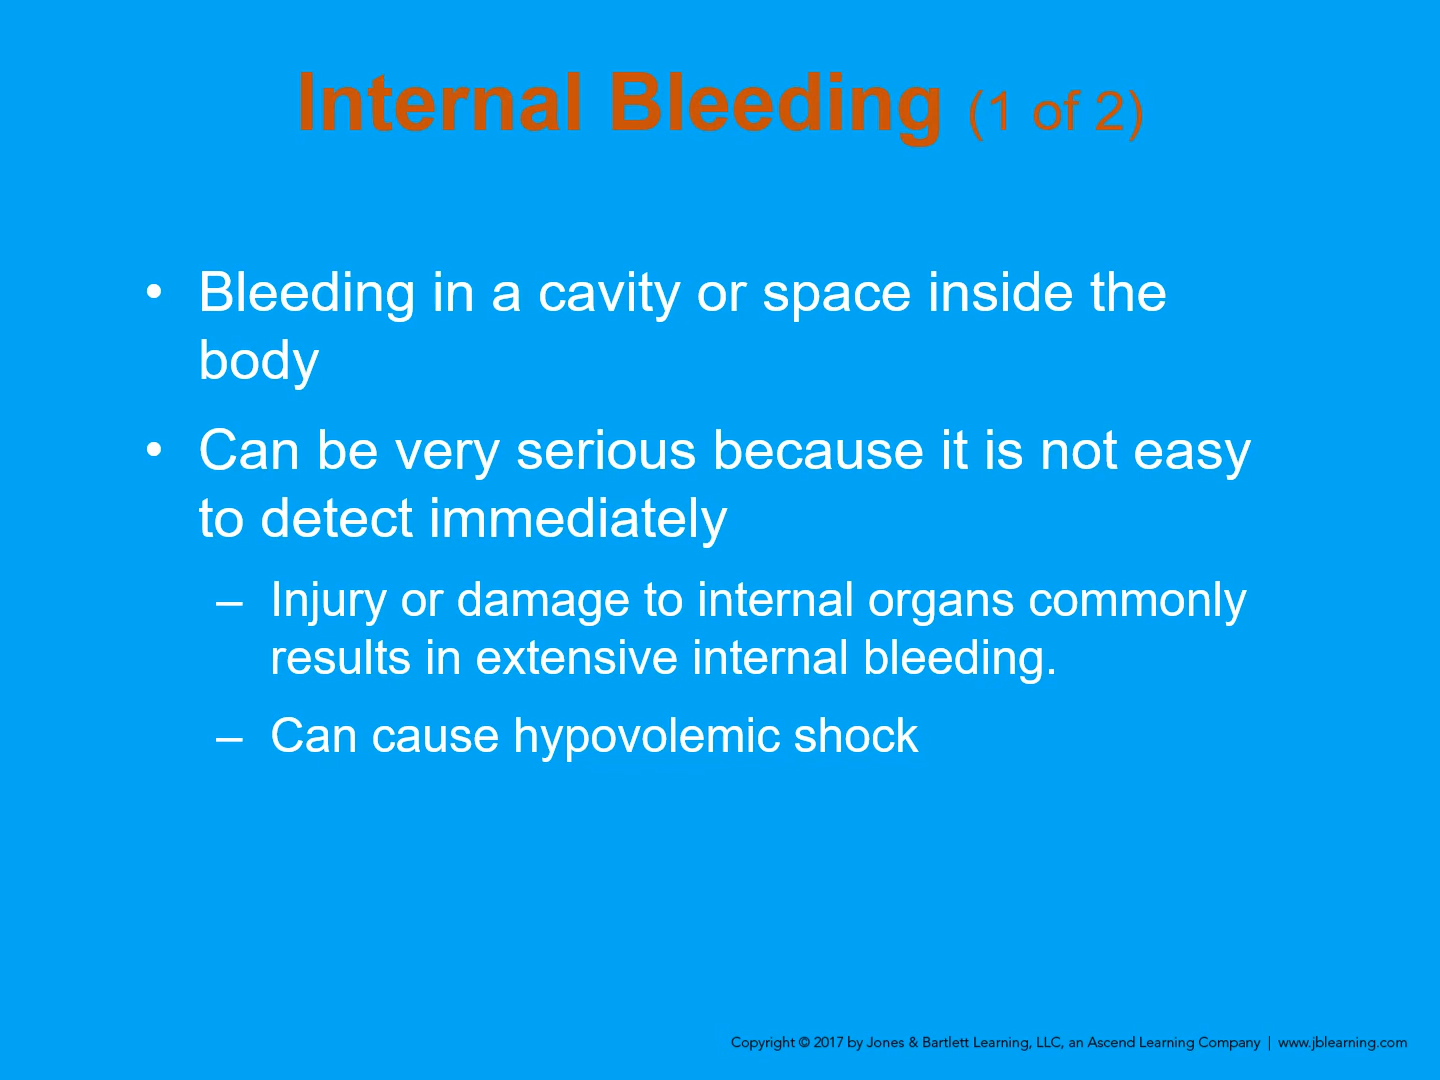 Internal Bleeding (1 of 2)
• Bleeding in a cavity or space inside the
body
• Can be very serious because it is not easy
to detect immediately
– Injury or damage to internal organs commonly
results in extensive internal bleeding.
– Can cause hypovolemic shock
Copyright © 2017 by Jones & Bartlett Learning, LLC, an Ascend Learning Company | www.jblearning.com